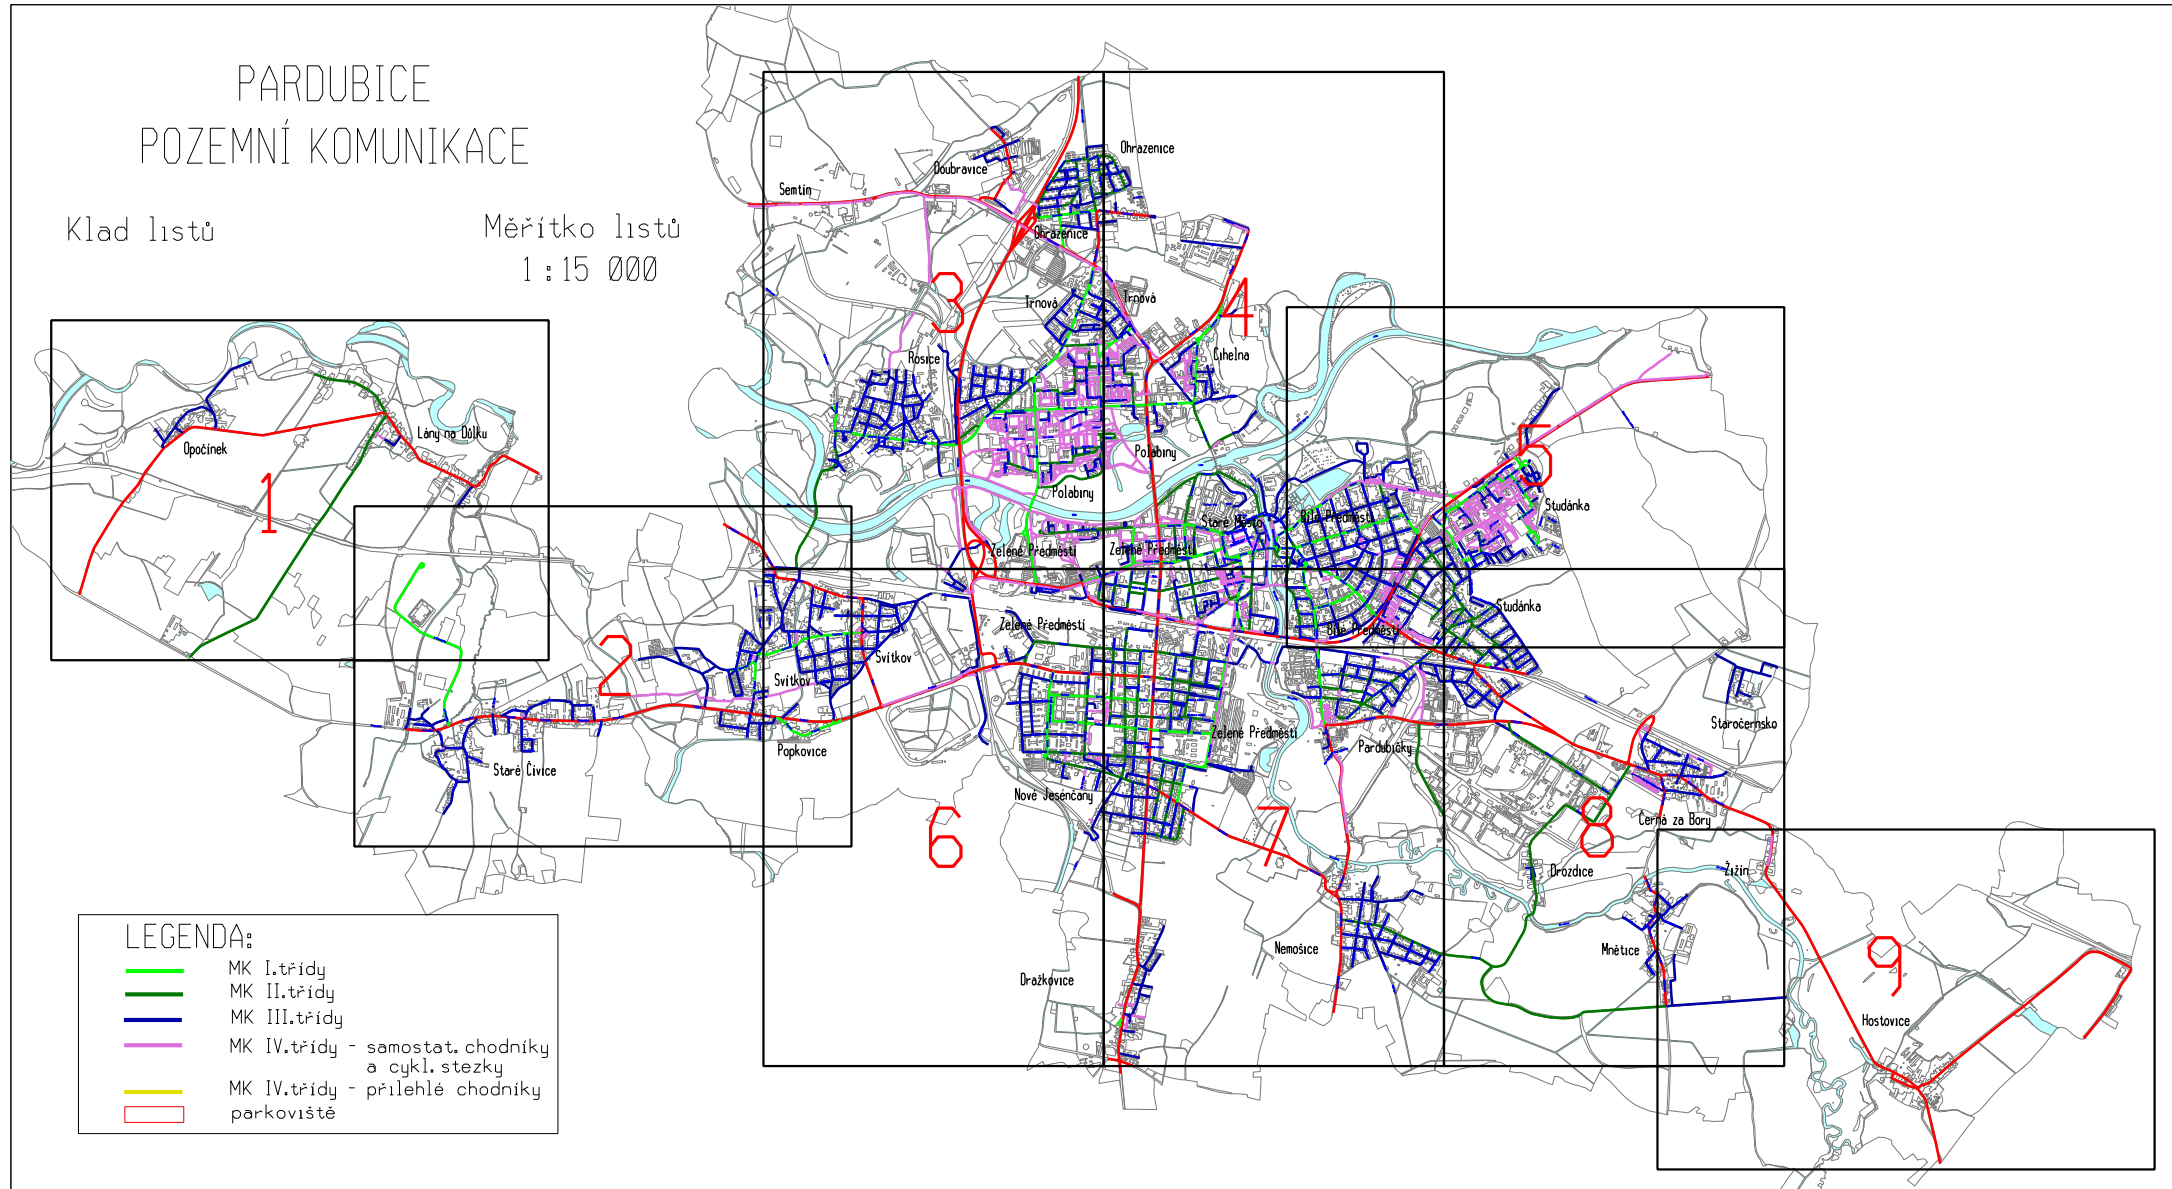 PARDUBICE
POZEMNÍ KOMUNIKACE
Klad listů
Měřítko listů
1:15 000
Semtín
Doubravice
Ohrazenice
Ohrazenice
3
4
Trnová
Trnová
Rosice
Cihelna
Opočínek
Lány na Důlku
1
Polabiny
Polabiny
5
Studánka
Staré Město
Bílé Předměstí
Zelené Předměstí
Zelené Předměstí
Studánka
Zelené Předměstí
Bílé Předměstí
2
Svítkov
Svítkov
Staročernsko
Popkovice
Zelené Předměstí
Pardubičky
Staré Čívice
Nové Jesenčany
6
7
8
Černá za Bory
Drozdice
Žižín
Nemošice
Mnětice
9
Dražkovice
Hostovice
LEGENDA:
MK I.třídy
MK II.třídy
MK III.třídy
MK IV.třídy - samostat. chodníky
a cykl. stezky
MK IV.třídy - přilehlé chodníky
parkoviště